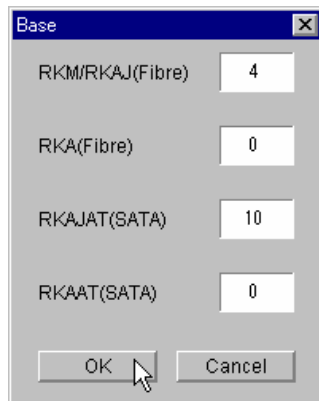 Base
RKM/RKAJ(Fibre) 4
RKA(Fibre) 0
RKAJAT(SATA) 10
RKAAT(SATA) 0
OK Cancel